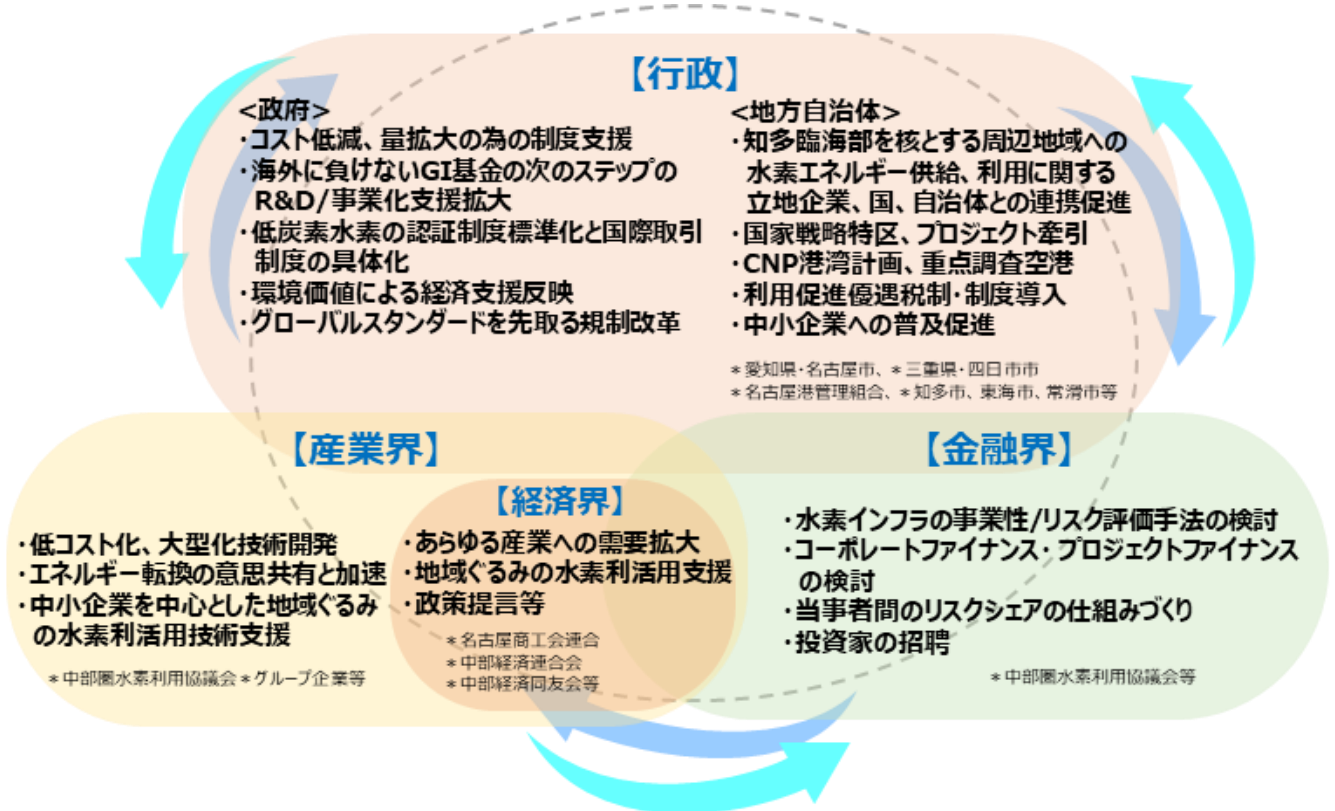 【行政】
<政府>
・コスト低減、量拡大の為の制度支援
・海外に負けないGI基金の次のステップの
R&D/事業化支援拡大
・低炭素水素の認証制度標準化と国際取引
制度の具体化
・環境価値による経済支援反映
・グローバルスタンダードを先取る規制改革
<地方自治体>
・知多臨海部を核とする周辺地域への
水素エネルギー供給、利用に関する
立地企業、国、自治体との連携促進
・国家戦略特区、プロジェクト牽引
・CNP港湾計画、重点調査空港
・利用促進優遇税制・制度導入
・中小企業への普及促進
＊愛知県・名古屋市、＊三重県・四日市市
＊名古屋港管理組合、＊知多市、東海市、常滑市等
【産業界】
・低コスト化、大型化技術開発
・エネルギー転換の意思共有と加速
・中小企業を中心とした地域ぐるみ
の水素利活用技術支援
＊中部圏水素利用協議会＊グループ企業等
【経済界】
・あらゆる産業への需要拡大
・地域ぐるみの水素利活用支援
・政策提言等
＊名古屋商工会連合
＊中部経済連合会
＊中部経済同友会等
【金融界】
・水素インフラの事業性/リスク評価手法の検討
・コーポレートファイナンス・プロジェクトファイナンス
の検討
・当事者間のリスクシェアの仕組みづくり
・投資家の招聘
＊中部圏水素利用協議会等